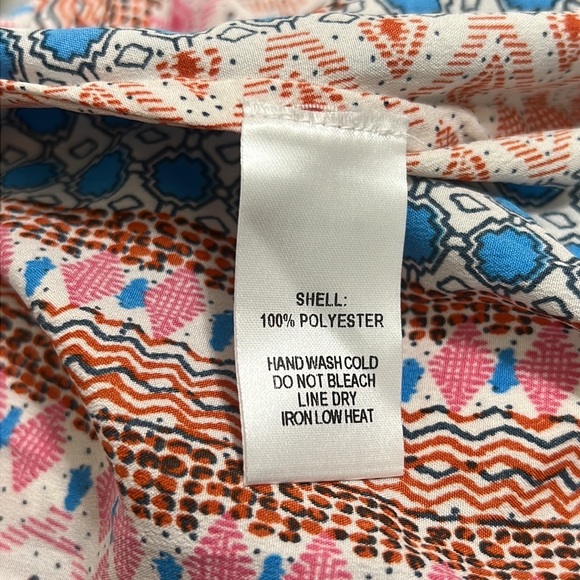 SHELL:
100% POLYESTER
HAND WASH COLD
DO NOT BLEACH
LINE DRY
IRON LOW HEAT